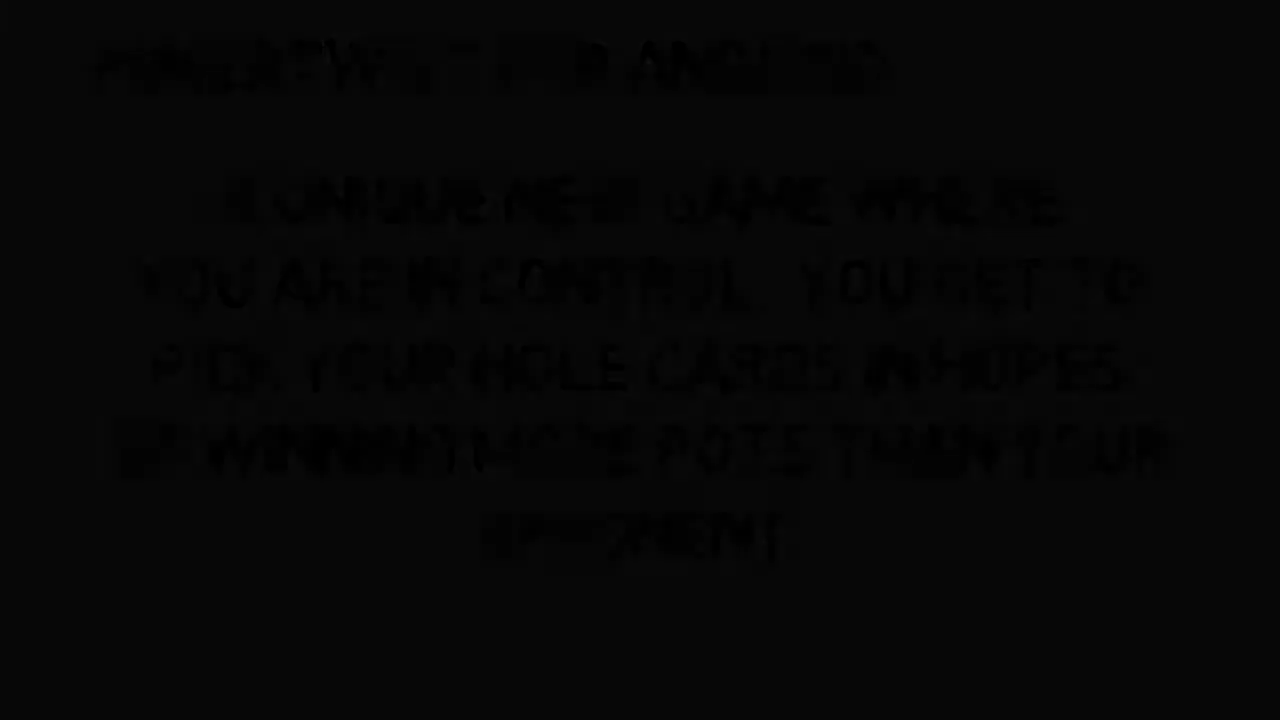 A UNIQUE NEW GAME WHERE
YOU ARE IN CONTROL. YOU GET TO
PICK YOUR HOLE CARDS IN HOPES
OF WINNING MORE POTS THAN YOUR
OPPONENT